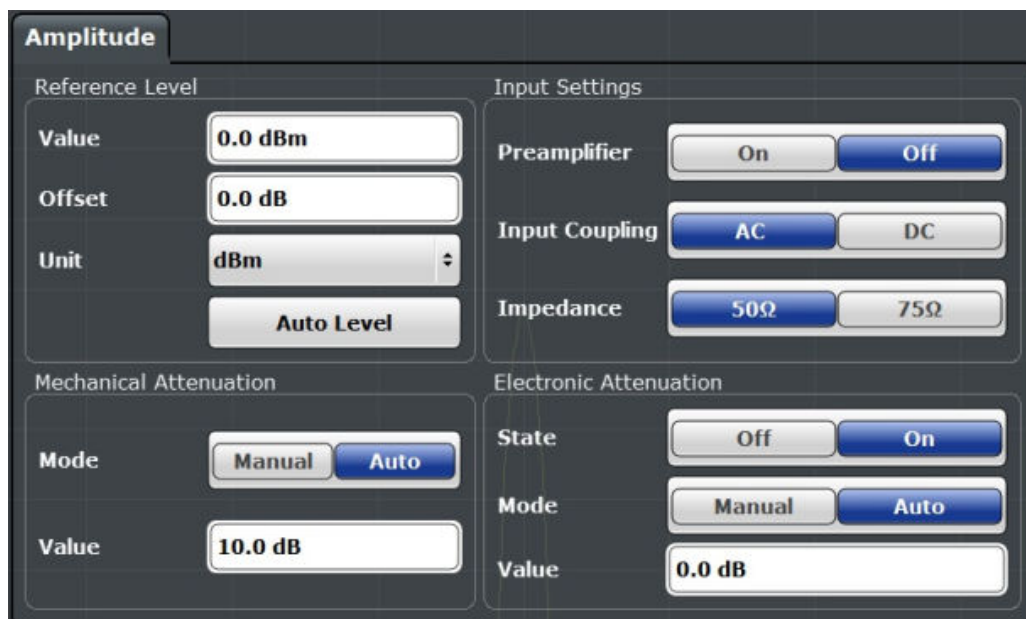 Amplitude
Reference Level
Value 0.0 dBm
Offset 0.0 dB
Unit dBm
Auto Level
Input Settings
Preamplifier On Off
Input Coupling AC DC
Impedance 50Ω 75Ω
Mechanical Attenuation
Mode Manual Auto
Value 10.0 dB
Electronic Attenuation
State Off On
Mode Manual Auto
Value 0.0 dB